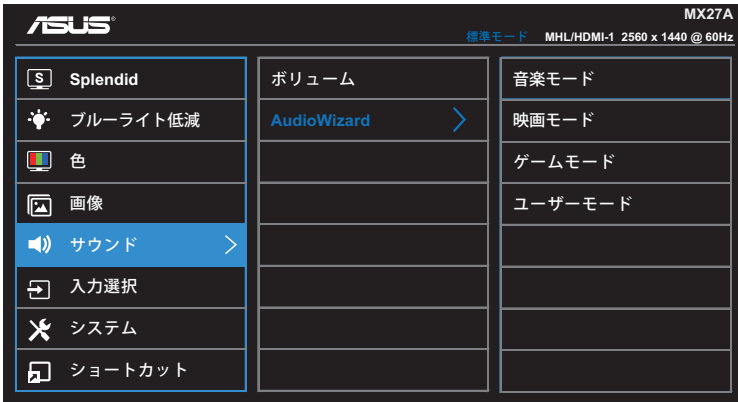 ASUS
MX27A
標準モード MHL/HDMI-1 2560 x 1440 @ 60Hz
S Splendid
ブルーライト低減
色
画像
サウンド
入力選択
システム
ショートカット
ボリューム
AudioWizard
音楽モード
映画モード
ゲームモード
ユーザーモード